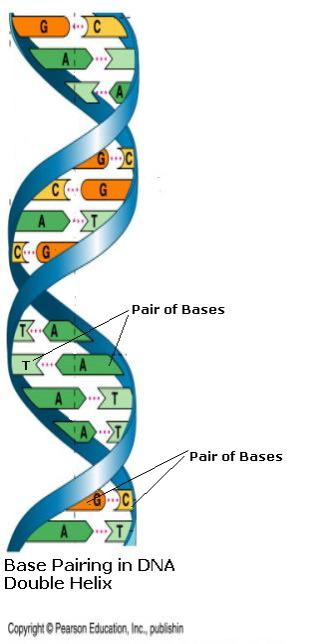 G C
A
A
G C
C G
A T
C G
T A
Pair of Bases
T A
A T
A T
Pair of Bases
G C
A T
Base Pairing in DNA
Double Helix
Copyright © Pearson Education, Inc., publishin